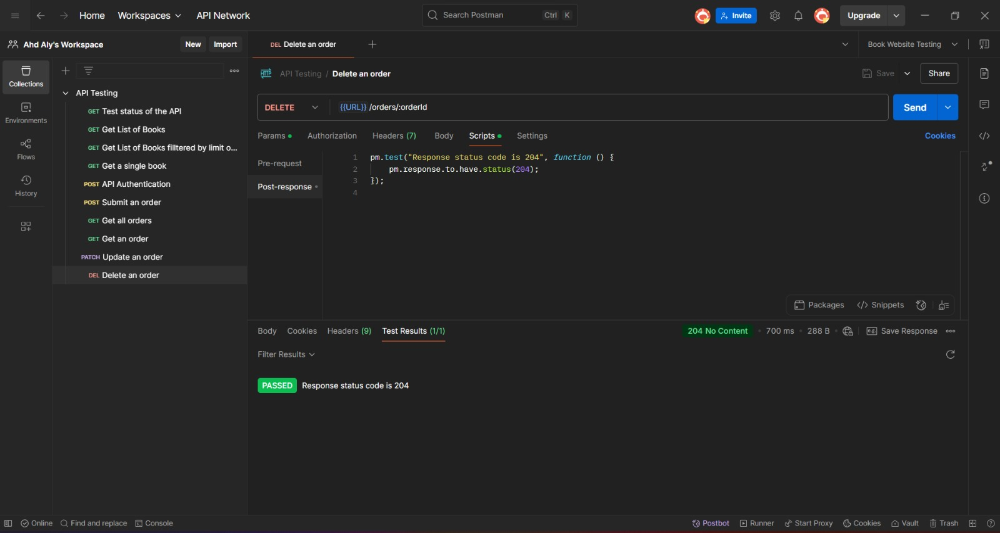 Home
Workspaces
API Network
Search Postman
Ctrl K
Invite
Upgrade
Ahd Aly's Workspace
New
Import
DEL Delete an order
Book Website Testing
Collections
Environments
Flows
History
API Testing
GET Test status of the API
GET Get List of Books
GET Get List of Books filltered by limit o...
GET Get a single book
POST API Authentication
POST Submit an order
GET Get all orders
GET Get an order
PATCH Update an order
DEL Delete an order
HTTP API Testing / Delete an order
Save
Share
DELETE
{{URL}} /orders/:orderId
Send
Params
Authorization
Headers (7)
Body
Scripts
Settings
Cookies
Pre-request
Post-response
1 pm.test("Response status code is 204", function () {
2 pm.response.to.have.status(204);
3 });
4
Packages
</> Snippets
Body
Cookies
Headers (9)
Test Results (1/1)
204 No Content
700 ms
288 B
e.g. Save Response
Filter Results
PASSED Response status code is 204
Online
Find and replace
Console
Postbot
Runner
Start Proxy
Cookies
Vault
Trash